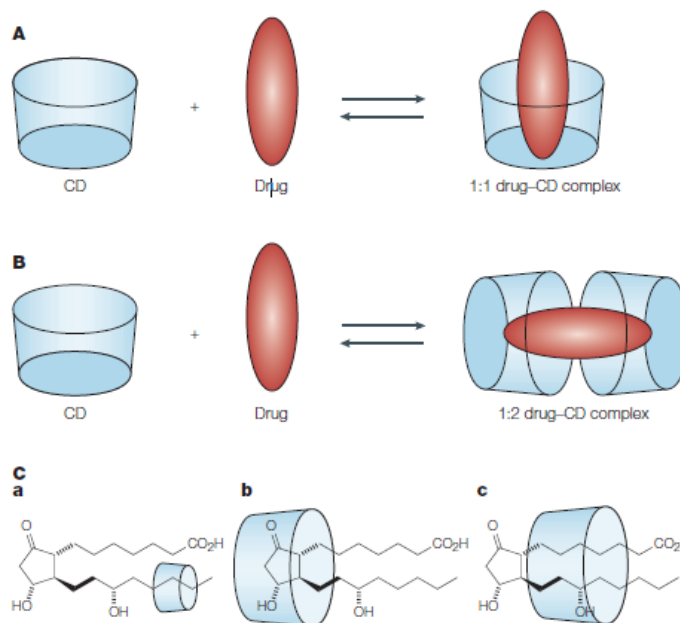 A
+
CD
Drug
1:1 drug–CD complex
B
+
CD
Drug
1:2 drug–CD complex
C
a
b
c
O
CO₂H
HO
OH
O
CO₂H
HO
OH
O
CO₂
HO
OH